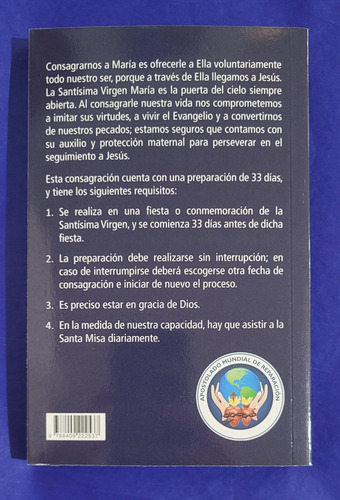 Consagrarnos a María es ofrecerle a Ella voluntariamente
todo nuestro ser, porque a través de Ella llegamos a Jesús.
La Santísima Virgen María es la puerta del cielo siempre
abierta. Al consagrarle nuestra vida nos comprometemos
a imitar sus virtudes, a vivir el Evangelio y a convertirnos
de nuestros pecados; estamos seguros que contamos con
su auxilio y protección maternal para perseverar en el
seguimiento a Jesús.
Esta consagración cuenta con una preparación de 33 días,
y tiene los siguientes requisitos:
1. Se realiza en una fiesta o conmemoración de la
Santísima Virgen, y se comienza 33 días antes de dicha
fiesta.
2. La preparación debe realizarse sin interrupción; en
caso de interrumpirse deberá escogerse otra fecha de
consagración e iniciar de nuevo el proceso.
3. Es preciso estar en gracia de Dios.
4. En la medida de nuestra capacidad, hay que asistir a la
Santa Misa diariamente.
APOSTOLADO MUNDIAL DE REPARACIÓN
9 788409 222537